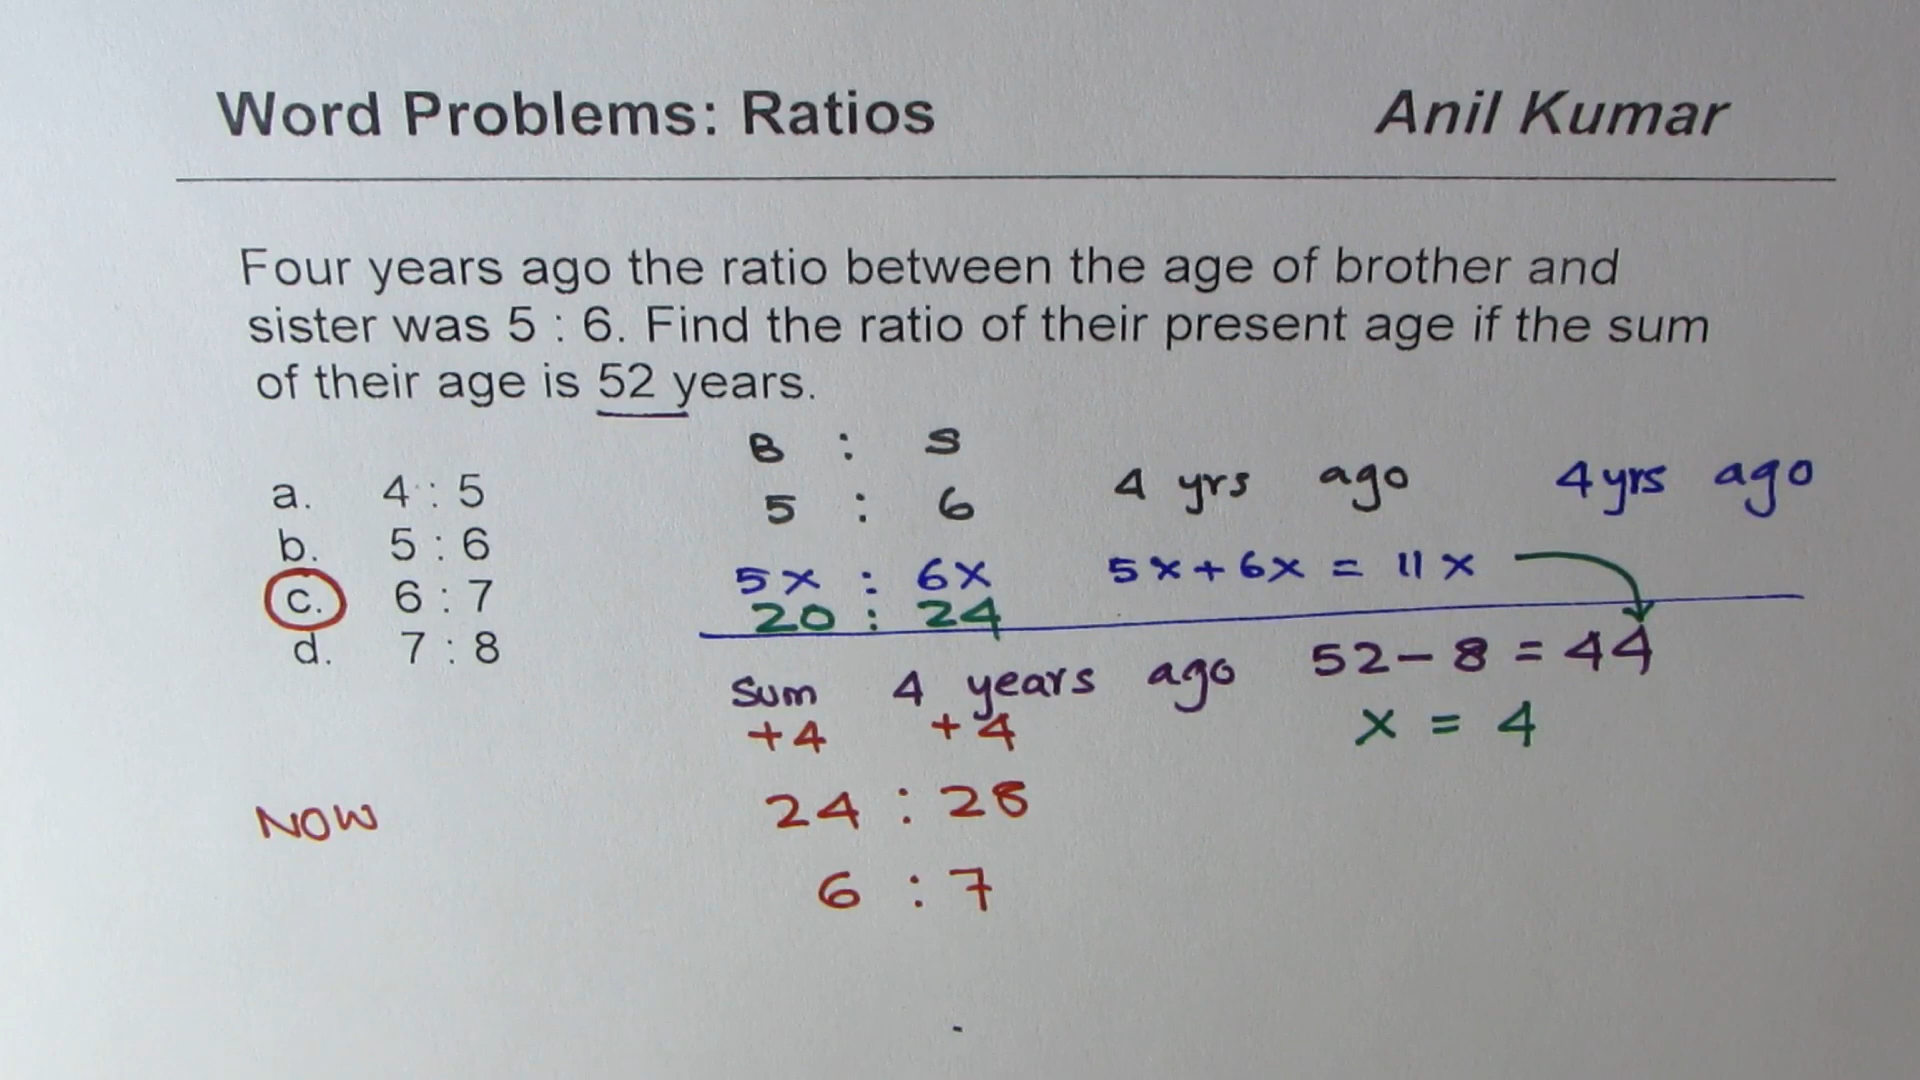 Word Problems: Ratios Anil Kumar
Four years ago the ratio between the age of brother and
sister was 5 : 6. Find the ratio of their present age if the sum
of their age is 52 years.
a. 4 : 5
b. 5 : 6
c. 6 : 7
d. 7 : 8
B : S
5 : 6 4 yrs ago 4yrs ago
5x : 6x 5x+6x = 11x
20 : 24
Sum 4 years ago 52-8=44
+4 +4 x = 4
NOW 24 : 28
6 : 7